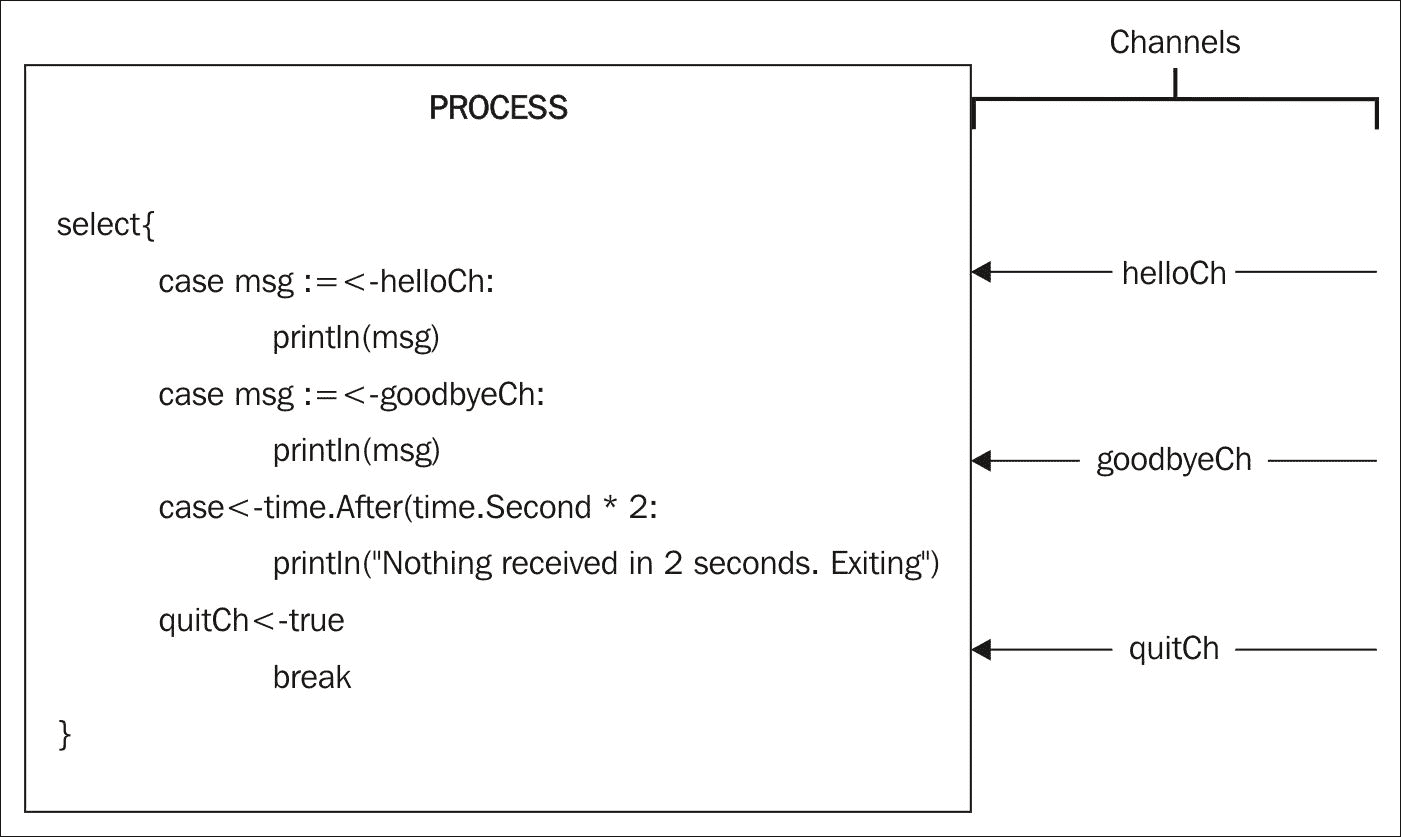 Channels
PROCESS
select{
case msg :=<-helloCh:
println(msg)
case msg :=<-goodbyeCh:
println(msg)
case<-time.After(time.Second * 2:
println("Nothing received in 2 seconds. Exiting")
quitCh<-true
break
}
helloCh
goodbyeCh
quitCh